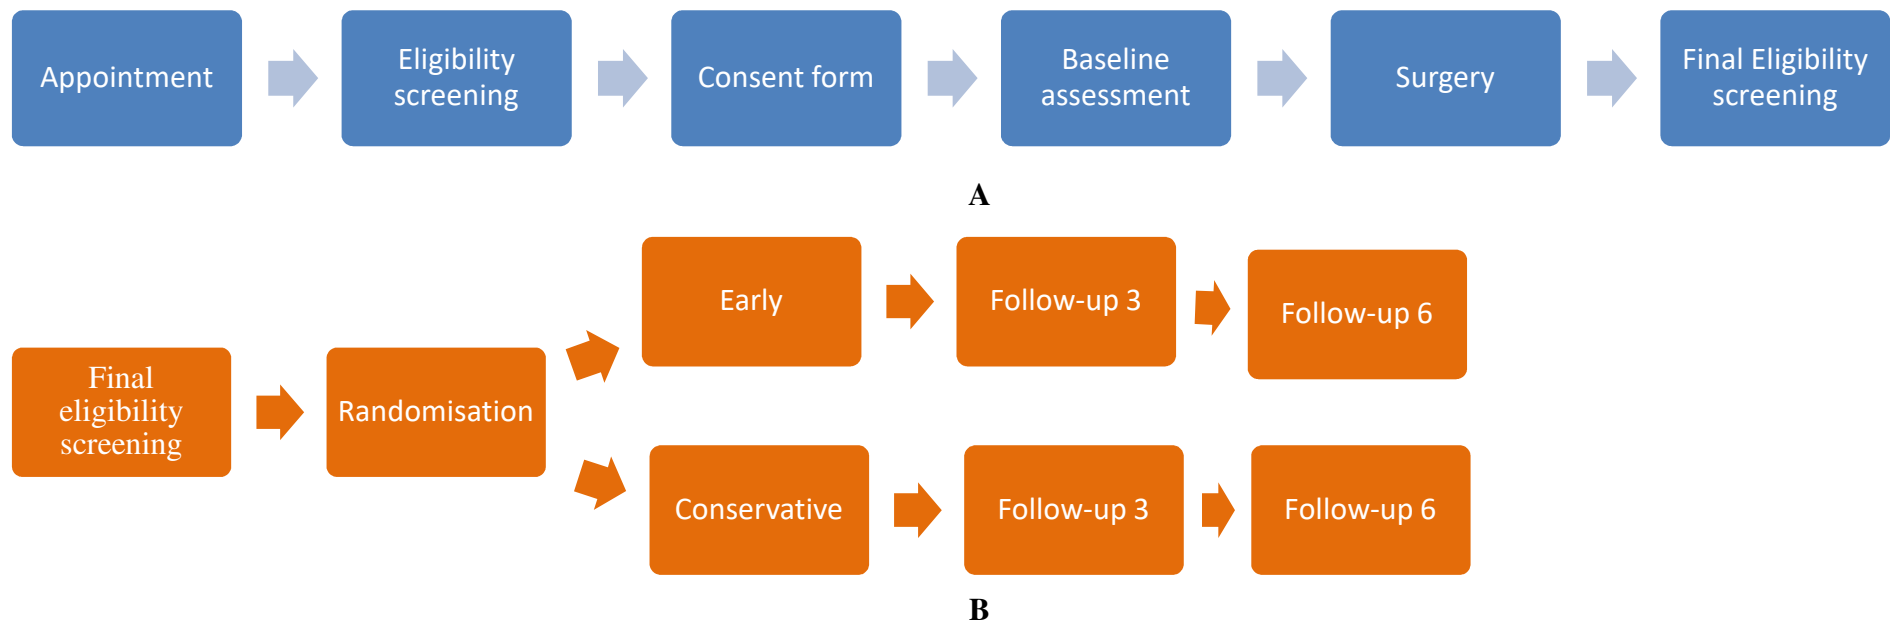 Appointment
Eligibility
screening
Consent form
Baseline
assessment
Surgery
Final Eligibility
screening
A
Final
eligibility
screening
Randomisation
Early
Follow-up 3
Follow-up 6
Conservative
Follow-up 3
Follow-up 6
B